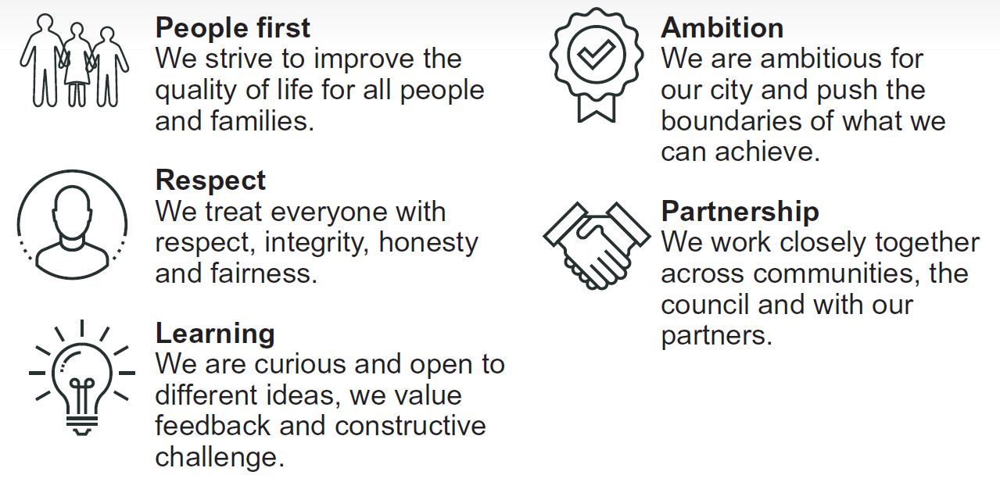 People first
We strive to improve the
quality of life for all people
and families.
Respect
We treat everyone with
respect, integrity, honesty
and fairness.
Learning
We are curious and open to
different ideas, we value
feedback and constructive
challenge.
Ambition
We are ambitious for
our city and push the
boundaries of what we
can achieve.
Partnership
We work closely together
across communities, the
council and with our
partners.